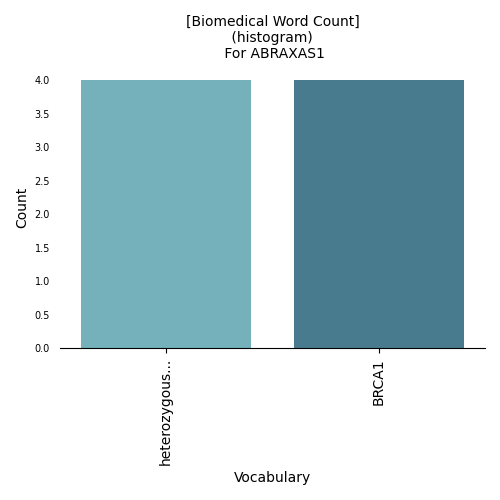 [Biomedical Word Count]
(histogram)
For ABRAXAS1
4.0
3.5
3.0
2.5
2.0
1.5
1.0
0.5
0.0
Count
heterozygous...
BRCA1
Vocabulary